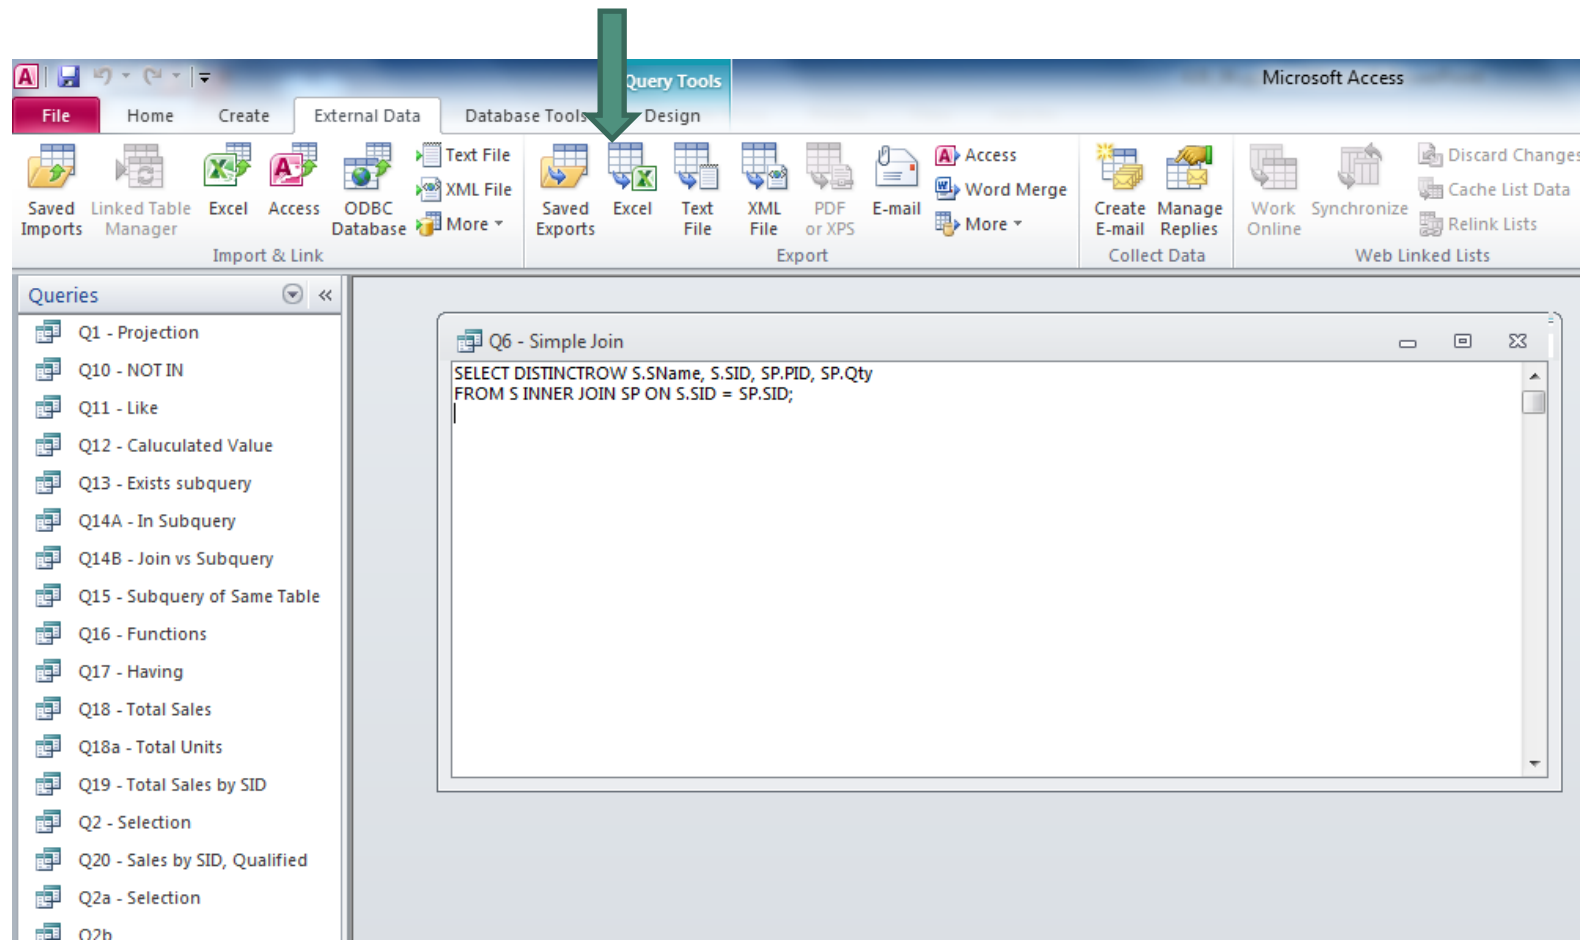 Query Tools
Microsoft Access
File Home Create External Data Database Tools Design
Saved Imports
Linked Table Manager
Excel
Access
ODBC Database
Text File
XML File
More
Import & Link
Saved Exports
Excel
Text File
XML File
PDF or XPS
E-mail
Access
Word Merge
More
Export
Create E-mail
Manage Replies
Collect Data
Work Online
Synchronize
Discard Changes
Cache List Data
Relink Lists
Web Linked Lists
Queries
Q1 - Projection
Q10 - NOT IN
Q11 - Like
Q12 - Caluculated Value
Q13 - Exists subquery
Q14A - In Subquery
Q14B - Join vs Subquery
Q15 - Subquery of Same Table
Q16 - Functions
Q17 - Having
Q18 - Total Sales
Q18a - Total Units
Q19 - Total Sales by SID
Q2 - Selection
Q20 - Sales by SID, Qualified
Q2a - Selection
Q2b
Q6 - Simple Join
SELECT DISTINCTROW S.SName, S.SID, SP.PID, SP.Qty
FROM S INNER JOIN SP ON S.SID = SP.SID;